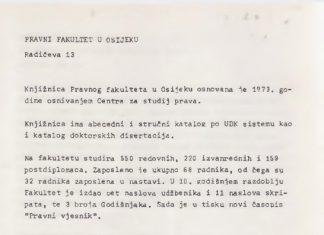 PRAVNI FAKULTET U OSIJEKU
Radićeva 13
Knjižnica Pravnog fakulteta u Osijeku osnovana je 1973. go-
dine osnivanjem Centra za studij prava.
Knjižnica ima abecedni i stručni katalog po UDK sistemu kao
i katalog doktorskih disertacija.
Na fakultetu studira 550 redovnih, 220 izvanrednih i 159
postdiplomaca. Zaposleno je ukupno 68 radnika, od čega su
32 radnika zaposlena u nastavi. U 10. godišnjem razdoblju
Fakultet je izdao pet naslova udžbenika i 11 naslova skri-
pata, te 3 broja Godišnjaka. Sada je u tisku novi časopis
"Pravni vjesnik".